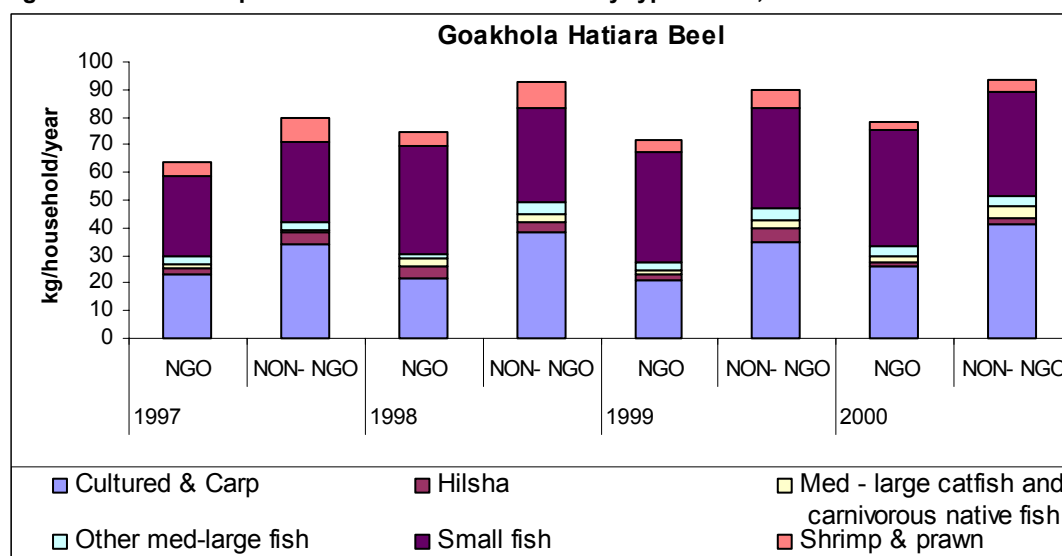 Goakhola Hatiara Beel
kg/household/year
100
90
80
70
60
50
40
30
20
10
0
NGO NON- NGO NGO NON- NGO NGO NON- NGO NGO NON- NGO
1997 1998 1999 2000
Cultured & Carp Hilsha Med - large catfish and
carnivorous native fish
Other med-large fish Small fish Shrimp & prawn